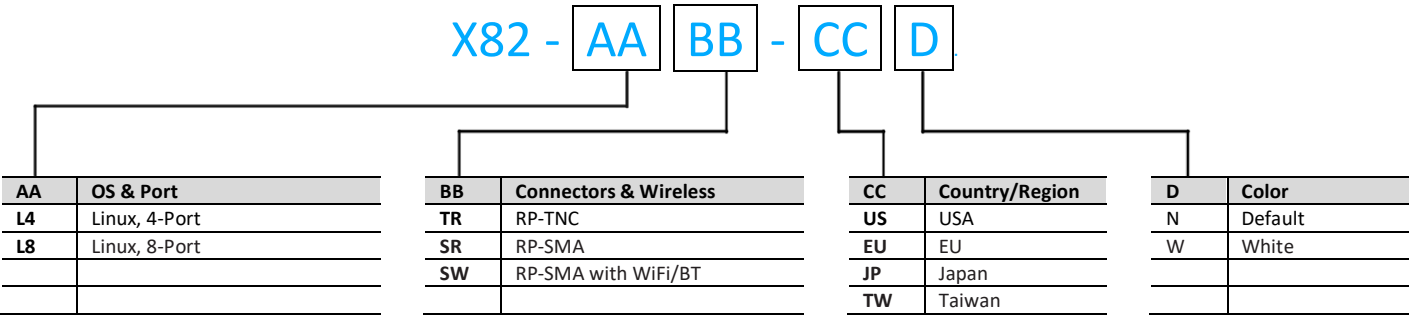 X82 - AA BB - CC D.
AA OS & Port
L4 Linux, 4-Port
L8 Linux, 8-Port
BB Connectors & Wireless
TR RP-TNC
SR RP-SMA
SW RP-SMA with WiFi/BT
CC Country/Region
US USA
EU EU
JP Japan
TW Taiwan
D Color
N Default
W White